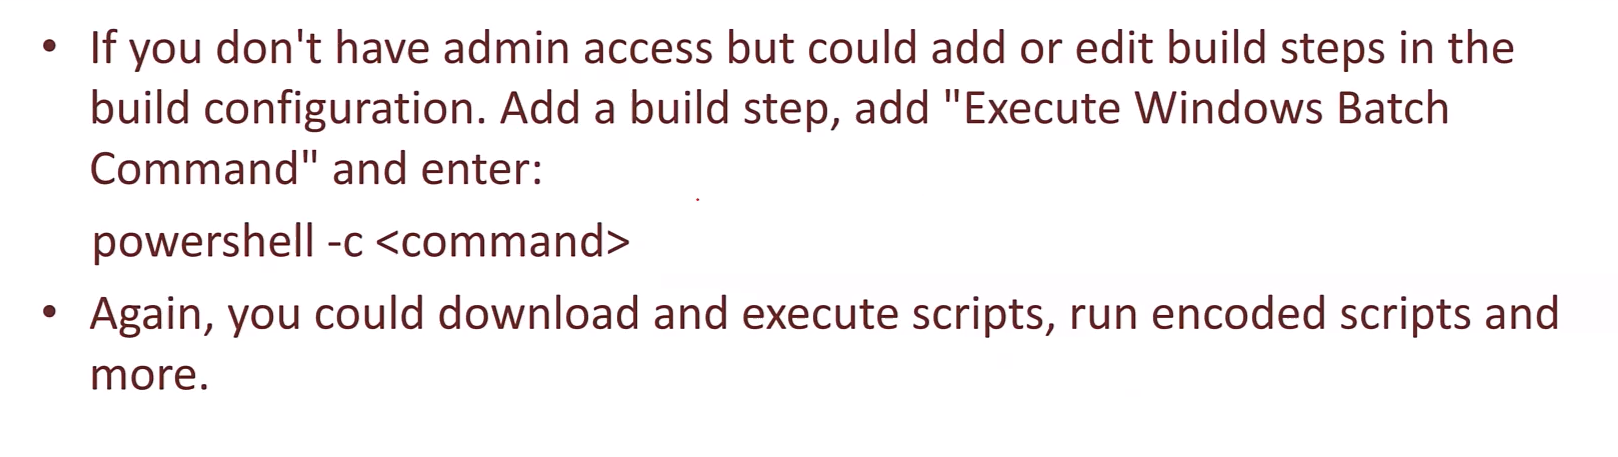 • If you don't have admin access but could add or edit build steps in the
build configuration. Add a build step, add "Execute Windows Batch
Command" and enter:
powershell -c <command>
• Again, you could download and execute scripts, run encoded scripts and
more.